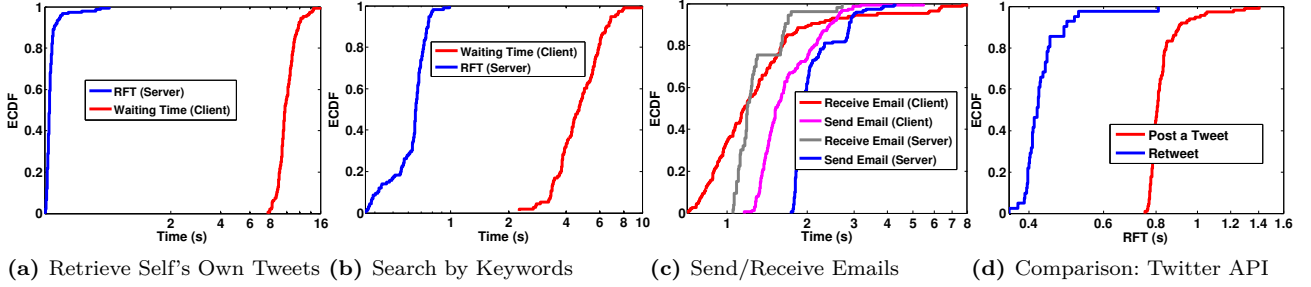 1
0.8
0.6
0.4
0.2
0
ECDF
RFT (Server)
Waiting Time (Client)
2 4 6 8 16
Time (s)
(a) Retrieve Self's Own Tweets
1
0.8
0.6
0.4
0.2
0
ECDF
Waiting Time (Client)
RFT (Server)
1 2 4 6 8 10
Time (s)
(b) Search by Keywords
1
0.8
0.6
0.4
0.2
0
ECDF
Receive Email (Client)
Send Email (Client)
Receive Email (Server)
Send Email (Server)
1 2 3 4 5 6 7 8
Time (s)
(c) Send/Receive Emails
1
0.8
0.6
0.4
0.2
0
ECDF
Post a Tweet
Retweet
0.4 0.6 0.8 1 1.2 1.4 1.6
RFT (s)
(d) Comparison: Twitter API